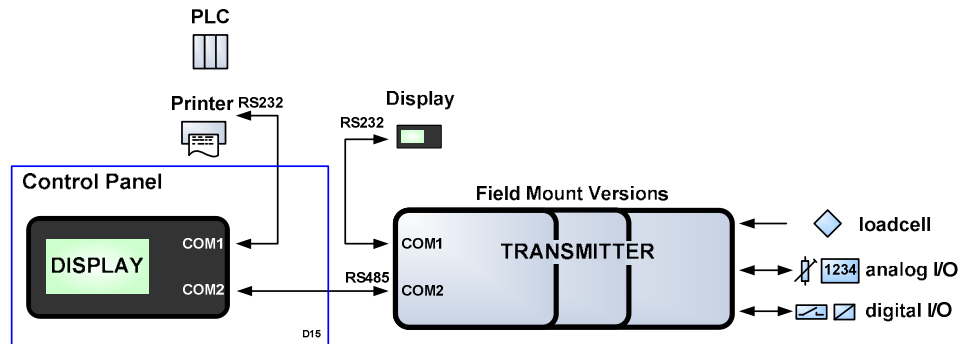 PLC
Printer
RS232
Display
RS232
Control Panel
Field Mount Versions
DISPLAY
COM1
COM2
RS485
COM1
COM2
TRANSMITTER
loadcell
1234
analog I/O
digital I/O
D15